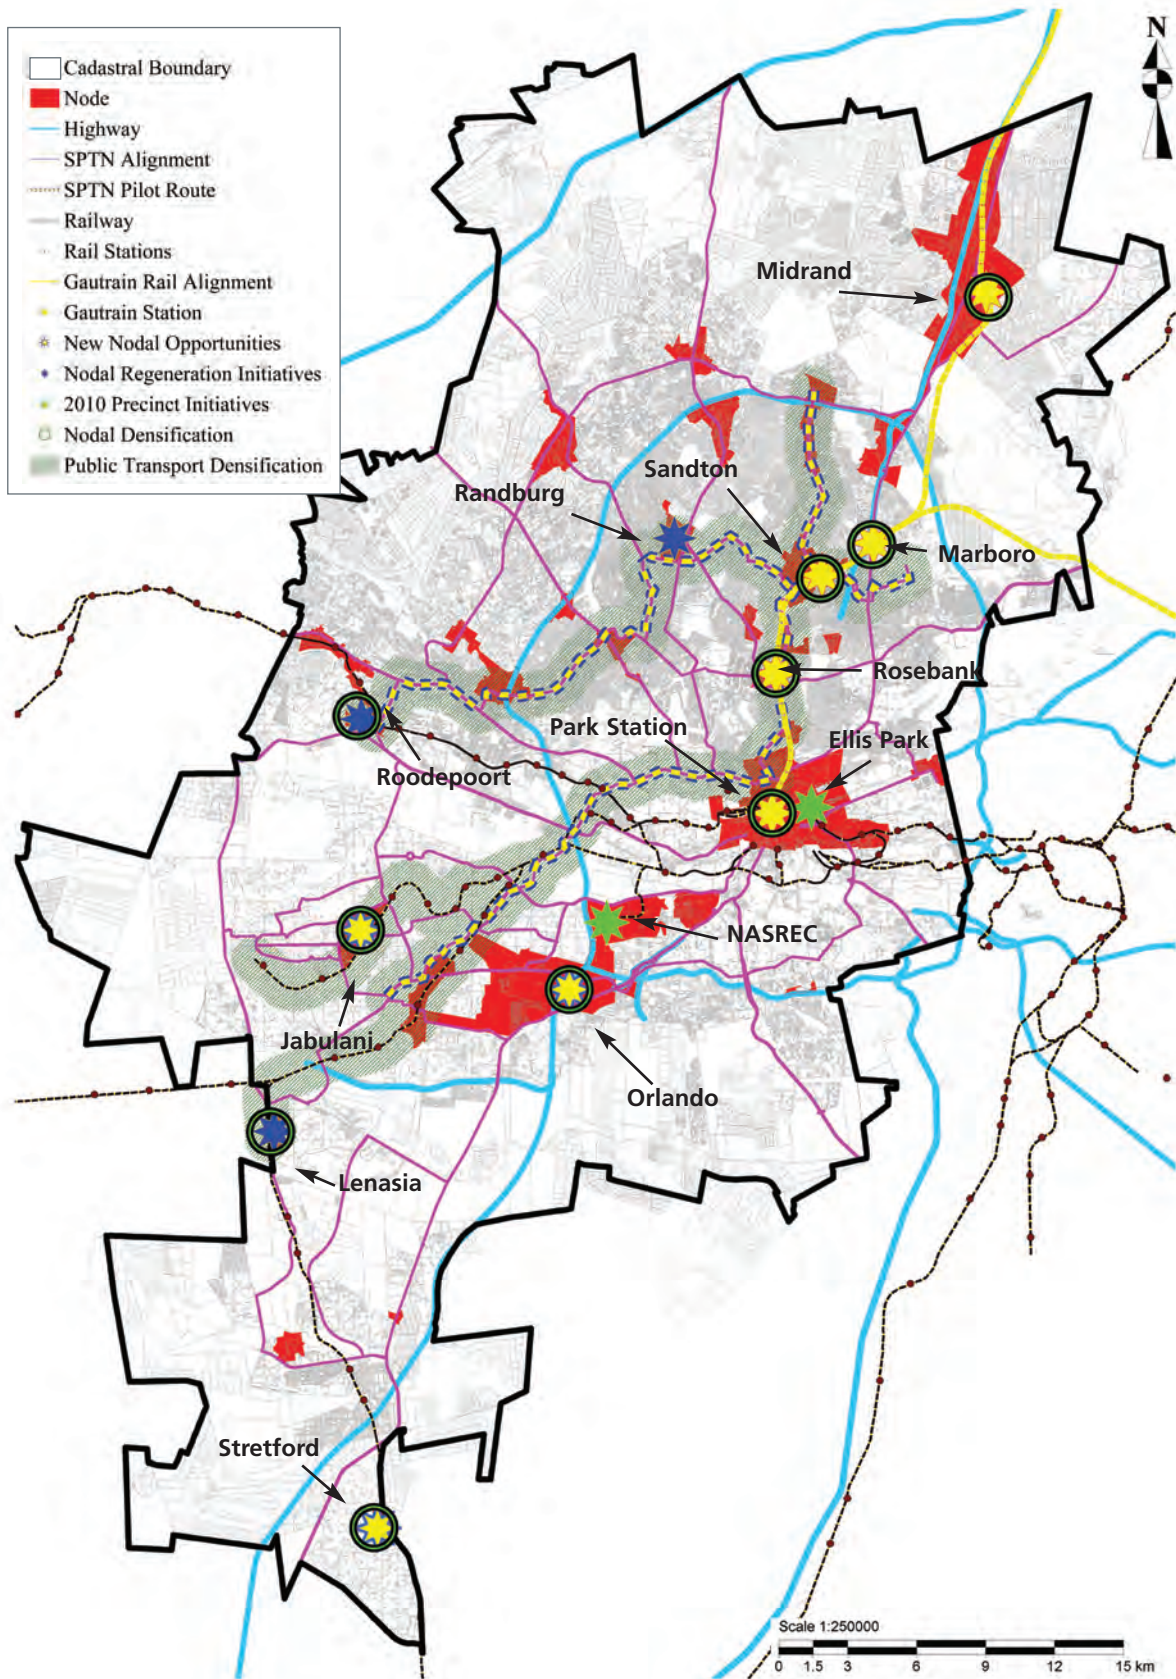 N
Cadastral Boundary
Node
Highway
SPTN Alignment
SPTN Pilot Route
Railway
Rail Stations
Gautrain Rail Alignment
Gautrain Station
New Nodal Opportunities
Nodal Regeneration Initiatives
2010 Precinct Initiatives
Nodal Densification
Public Transport Densification
Midrand
Sandton
Randburg
Marboro
Rosebank
Park Station
Ellis Park
Roodepoort
NASREC
Jabulani
Orlando
Lenasia
Stretford
Scale 1:250000
0 1.5 3 6 9 12 15 km